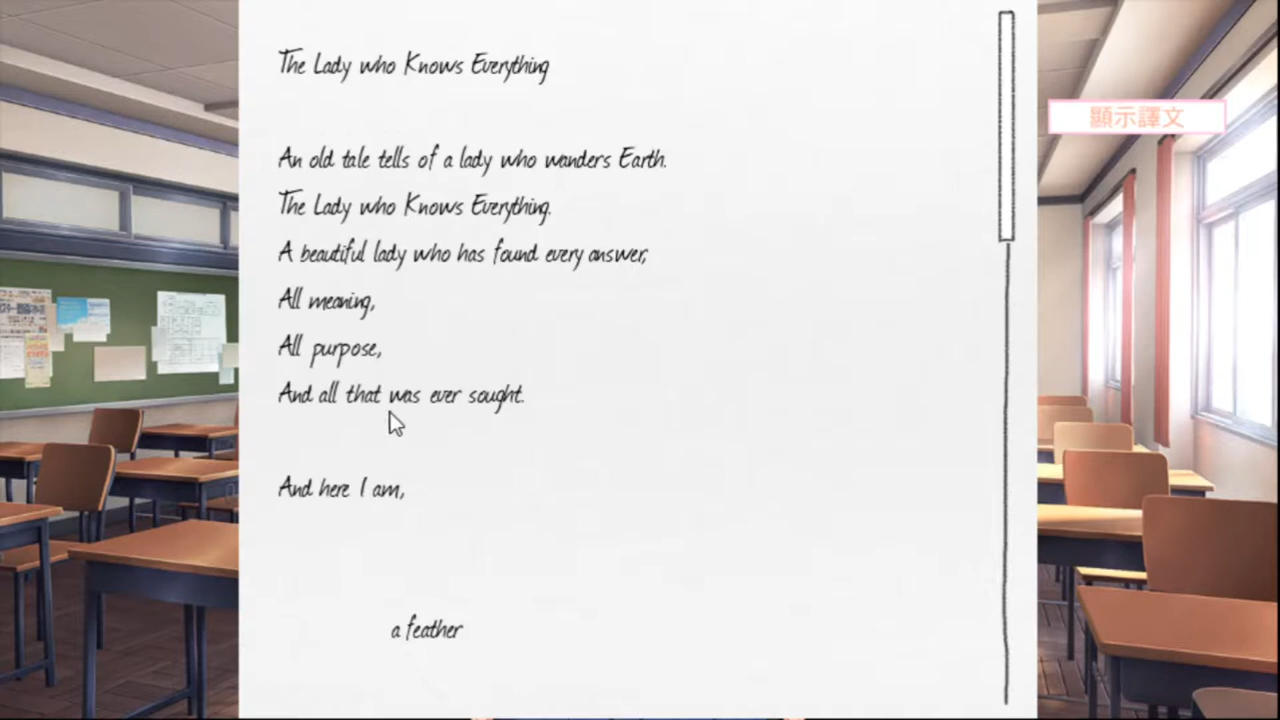 The Lady who Knows Everything
An old tale tells of a lady who wanders Earth.
The Lady who Knows Everything.
A beautiful lady who has found every answer,
All meaning,
All purpose,
And all that was ever sought.
And here I am,
a feather
顯示譯文